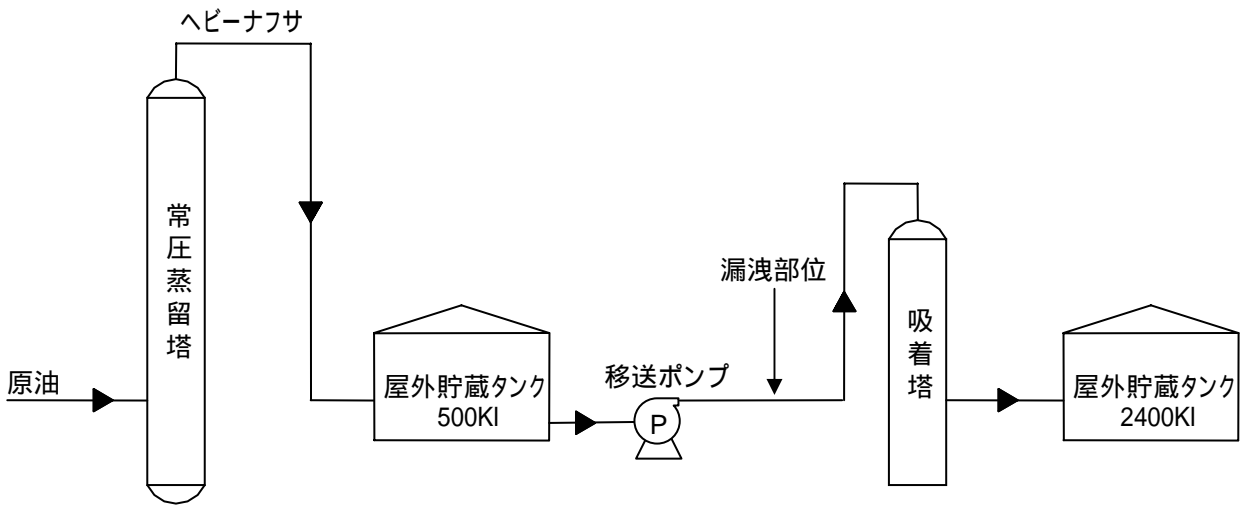 ヘビーナフサ
常圧蒸留塔
漏洩部位
吸着塔
原油
屋外貯蔵タンク
500Kl
移送ポンプ
P
屋外貯蔵タンク
2400Kl